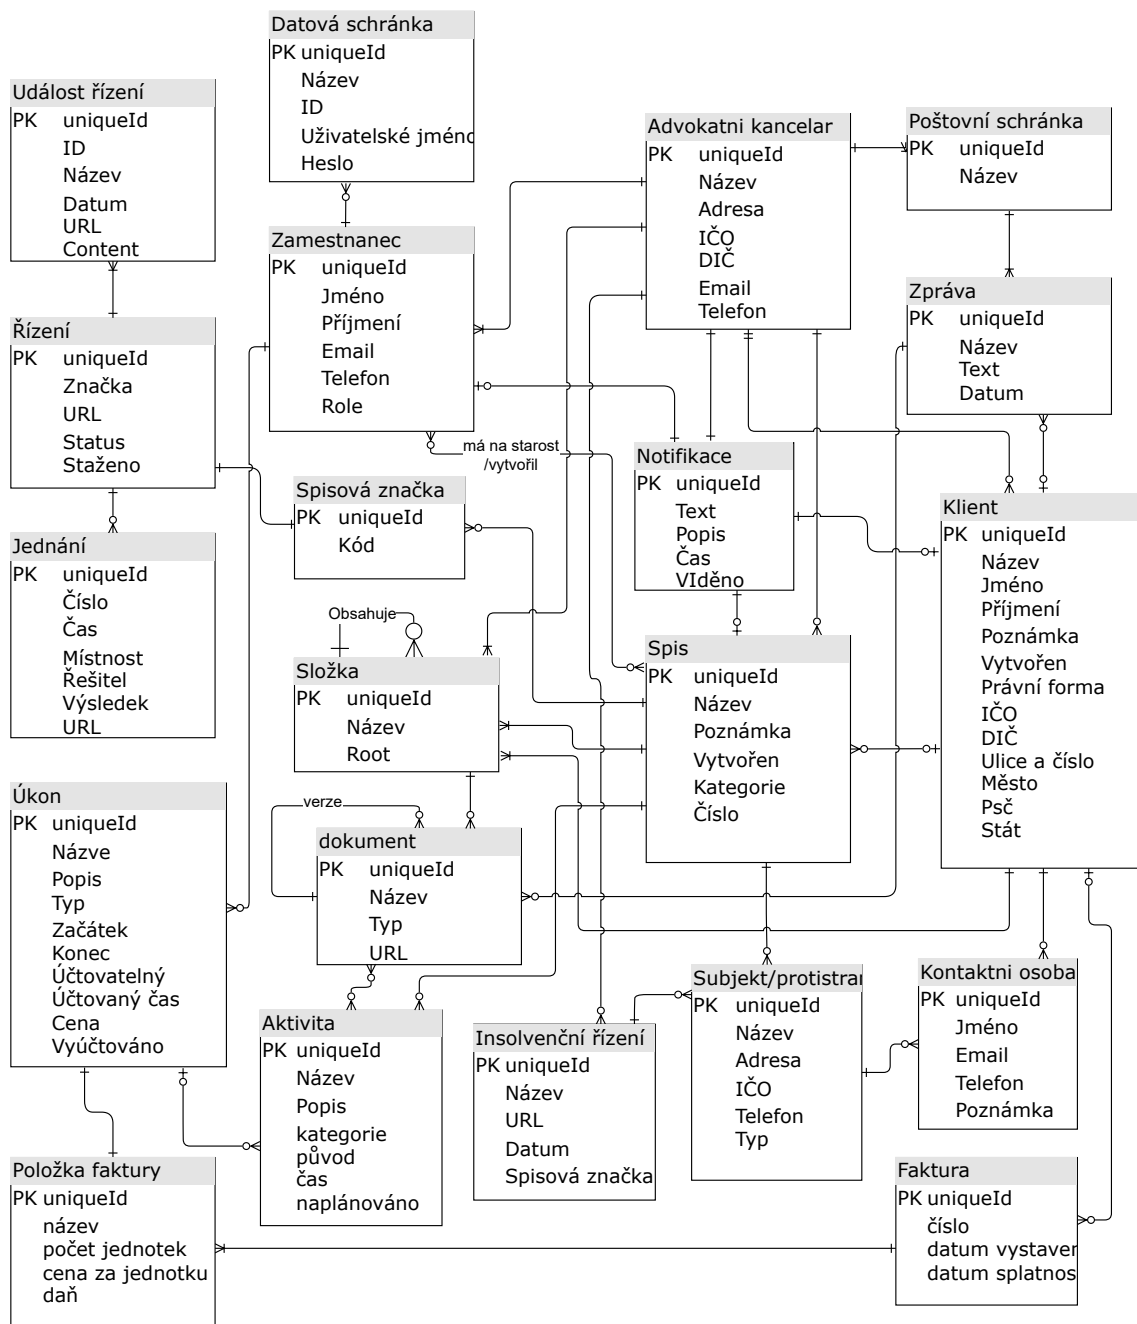 Datová schránka
PK uniqueId
Název
ID
Uživatelské jméno
Heslo
Událost řízení
PK uniqueId
ID
Název
Datum
URL
Content
Advokatni kancelar
PK uniqueId
Název
Adresa
IČO
DIČ
Email
Telefon
Poštovní schránka
PK uniqueId
Název
Zamestnanec
PK uniqueId
Jméno
Příjmení
Email
Telefon
Role
Zpráva
PK uniqueId
Název
Text
Datum
Řízení
PK uniqueId
Značka
URL
Status
Staženo
má na starost
/vytvořil
Notifikace
PK uniqueId
Text
Popis
Čas
VIděno
Spisová značka
PK uniqueId
Kód
Klient
PK uniqueId
Název
Jméno
Příjmení
Poznámka
Vytvořen
Právní forma
IČO
DIČ
Ulice a číslo
Město
Psč
Stát
Jednání
PK uniqueId
Číslo
Čas
Místnost
Řešitel
Výsledek
URL
Obsahuje
Složka
PK uniqueId
Název
Root
Spis
PK uniqueId
Název
Poznámka
Vytvořen
Kategorie
Číslo
Úkon
PK uniqueId
Názve
Popis
Typ
Začátek
Konec
Účtovatelný
Účtovaný čas
Cena
Vyúčtováno
verze
dokument
PK uniqueId
Název
Typ
URL
Subjekt/protistran
PK uniqueId
Název
Adresa
IČO
Telefon
Typ
Kontaktni osoba
PK uniqueId
Jméno
Email
Telefon
Poznámka
Aktivita
PK uniqueId
Název
Popis
kategorie
původ
čas
naplánováno
Insolvenční řízení
PK uniqueId
Název
URL
Datum
Spisová značka
Položka faktury
PK uniqueId
název
počet jednotek
cena za jednotku
daň
Faktura
PK uniqueId
číslo
datum vystaven
datum splatnos